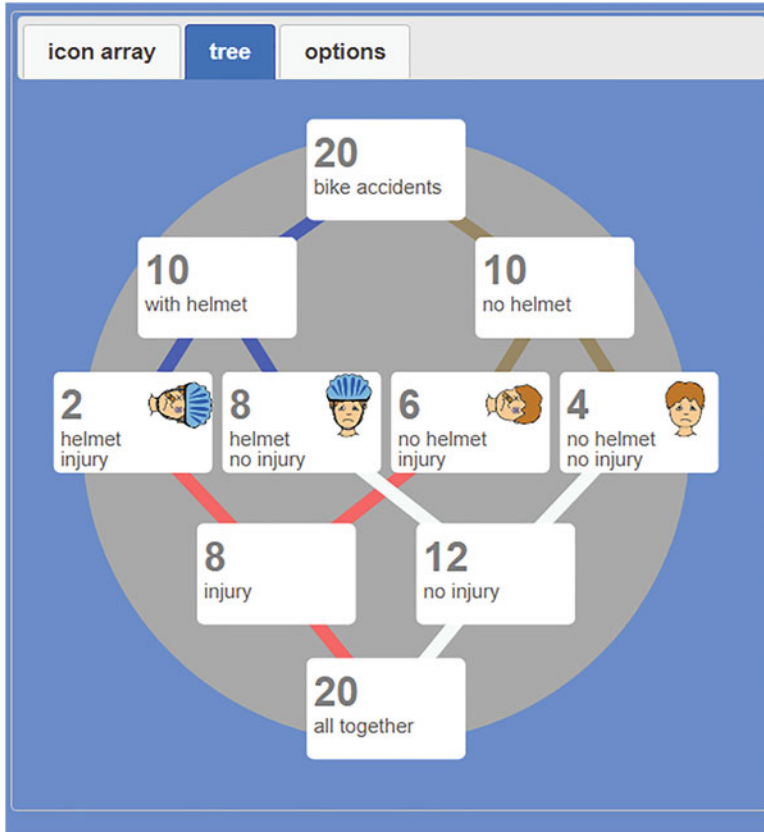 icon array
tree
options
20
bike accidents
10
with helmet
10
no helmet
2
helmet
injury
8
helmet
no injury
6
no helmet
injury
4
no helmet
no injury
8
injury
12
no injury
20
all together